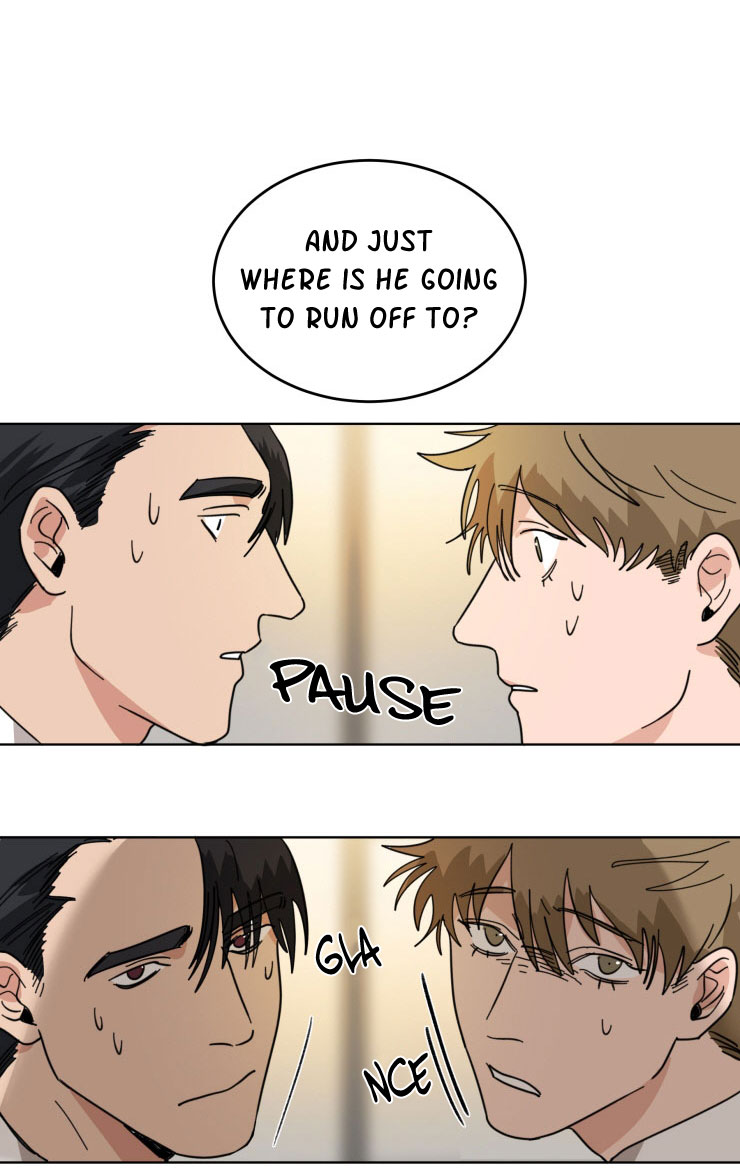 AND JUST
WHERE IS HE GOING
TO RUN OFF TO?
PAUSE
GLA
NCE